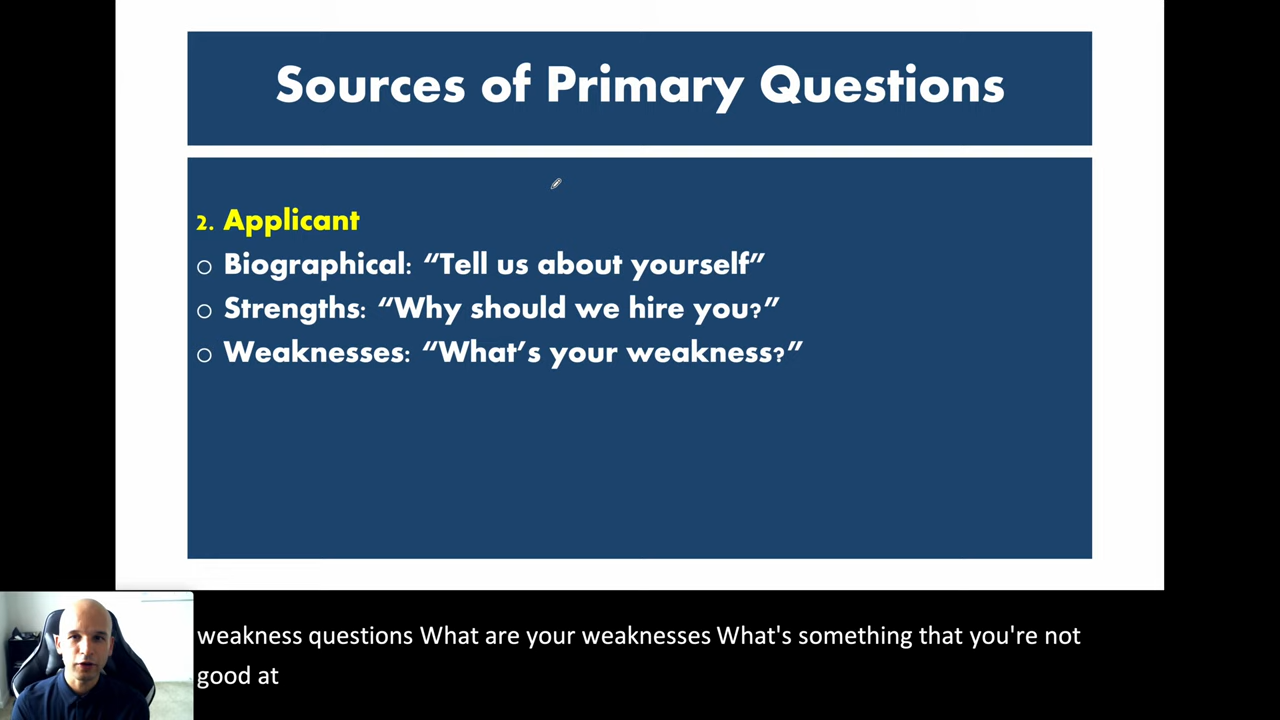 Sources of Primary Questions
2. Applicant
o Biographical: “Tell us about yourself”
o Strengths: “Why should we hire you?”
o Weaknesses: “What’s your weakness?”
weakness questions What are your weaknesses What's something that you're not
good at